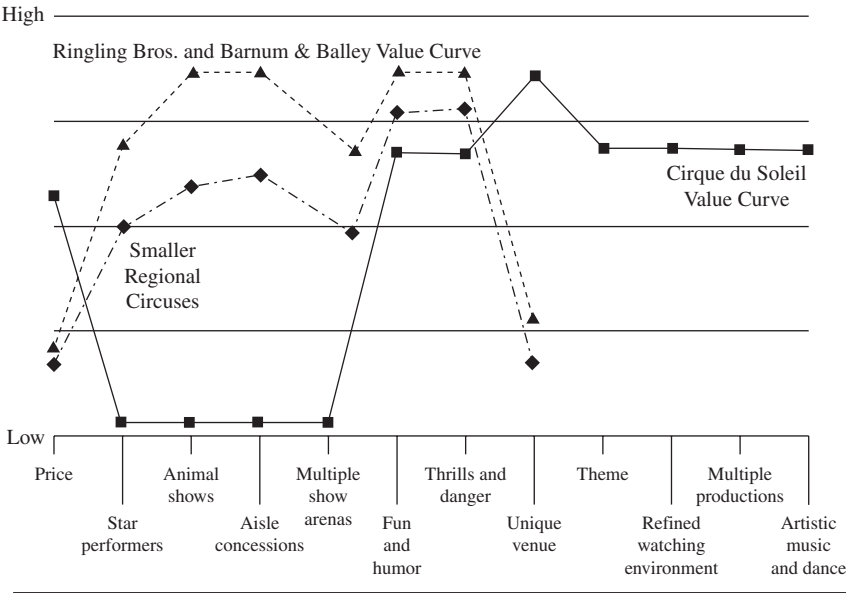 High
Ringling Bros. and Barnum & Balley Value Curve
Cirque du Soleil
Value Curve
Smaller
Regional
Circuses
Low
Price
Star
performers
Animal
shows
Aisle
concessions
Multiple
show
arenas
Fun
and
humor
Thrills and
danger
Unique
venue
Theme
Refined
watching
environment
Multiple
productions
Artistic
music
and dance